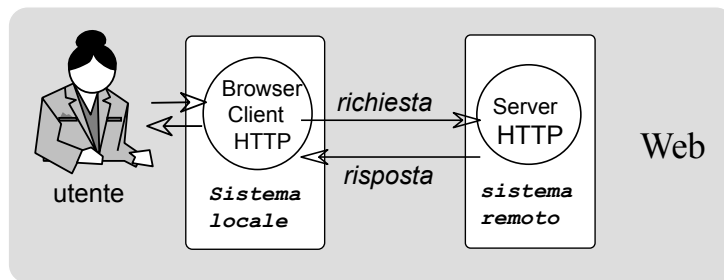 utente
Browser
Client
HTTP
Sistema
locale
richiesta
risposta
Server
HTTP
sistema
remoto
Web